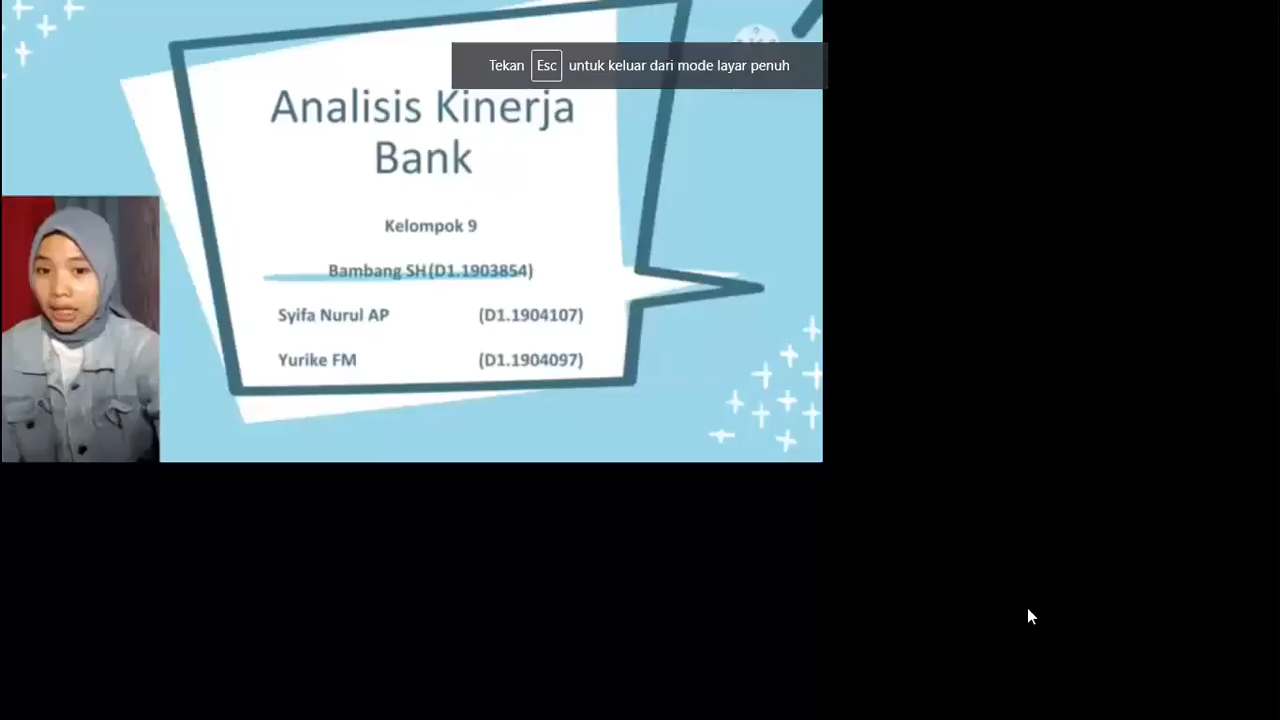 Tekan Esc untuk keluar dari mode layar penuh
Analisis Kinerja
Bank
Kelompok 9
Bambang SH(D1.1903854)
Syifa Nurul AP (D1.1904107)
Yurike FM (D1.1904097)